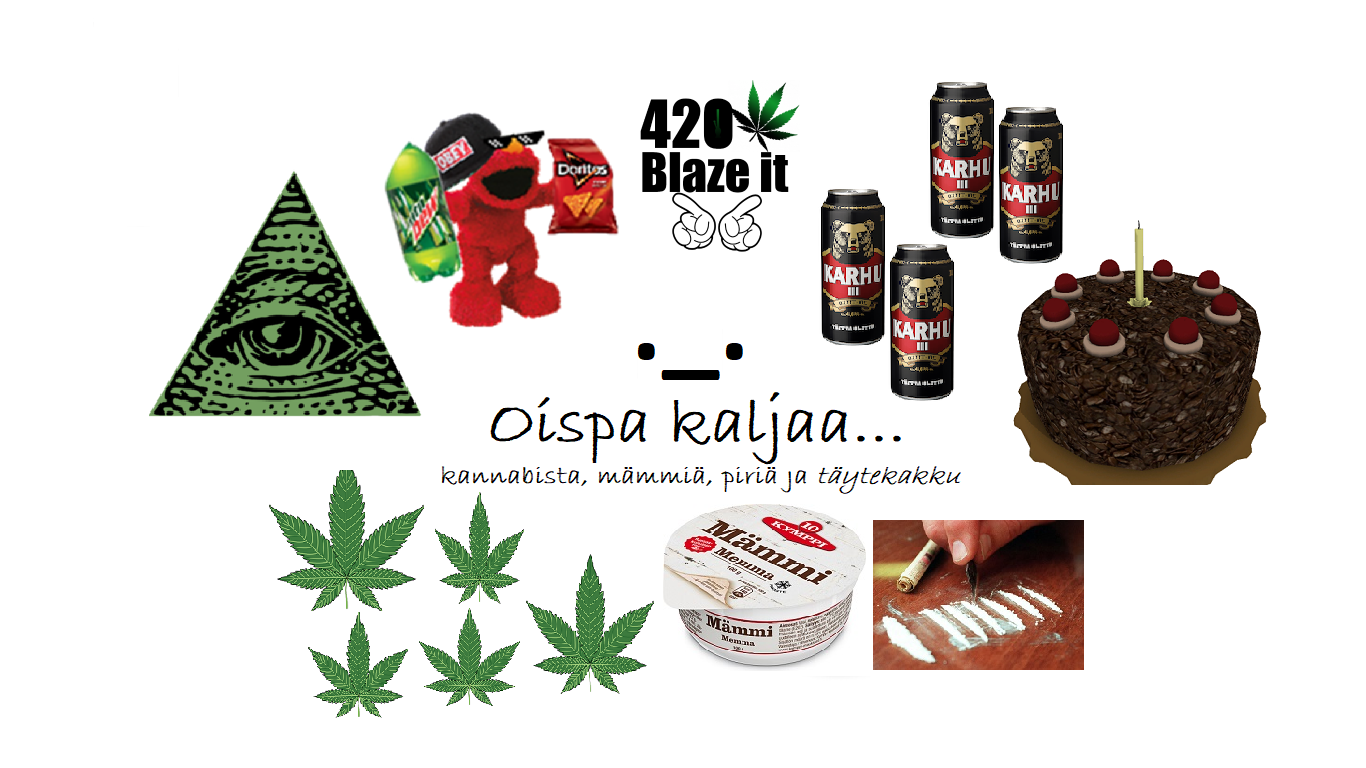 420
Blaze it
OBEY
Doritos
KARHU
III
KARHU
III
KARHU
III
KARHU
III
•_•
Oispa kaljaa...
kannabista, mämmiä, piriä ja täytekakku
10
KYMPPI
Mämmi
Memma
100 g
Mämmi
Memma